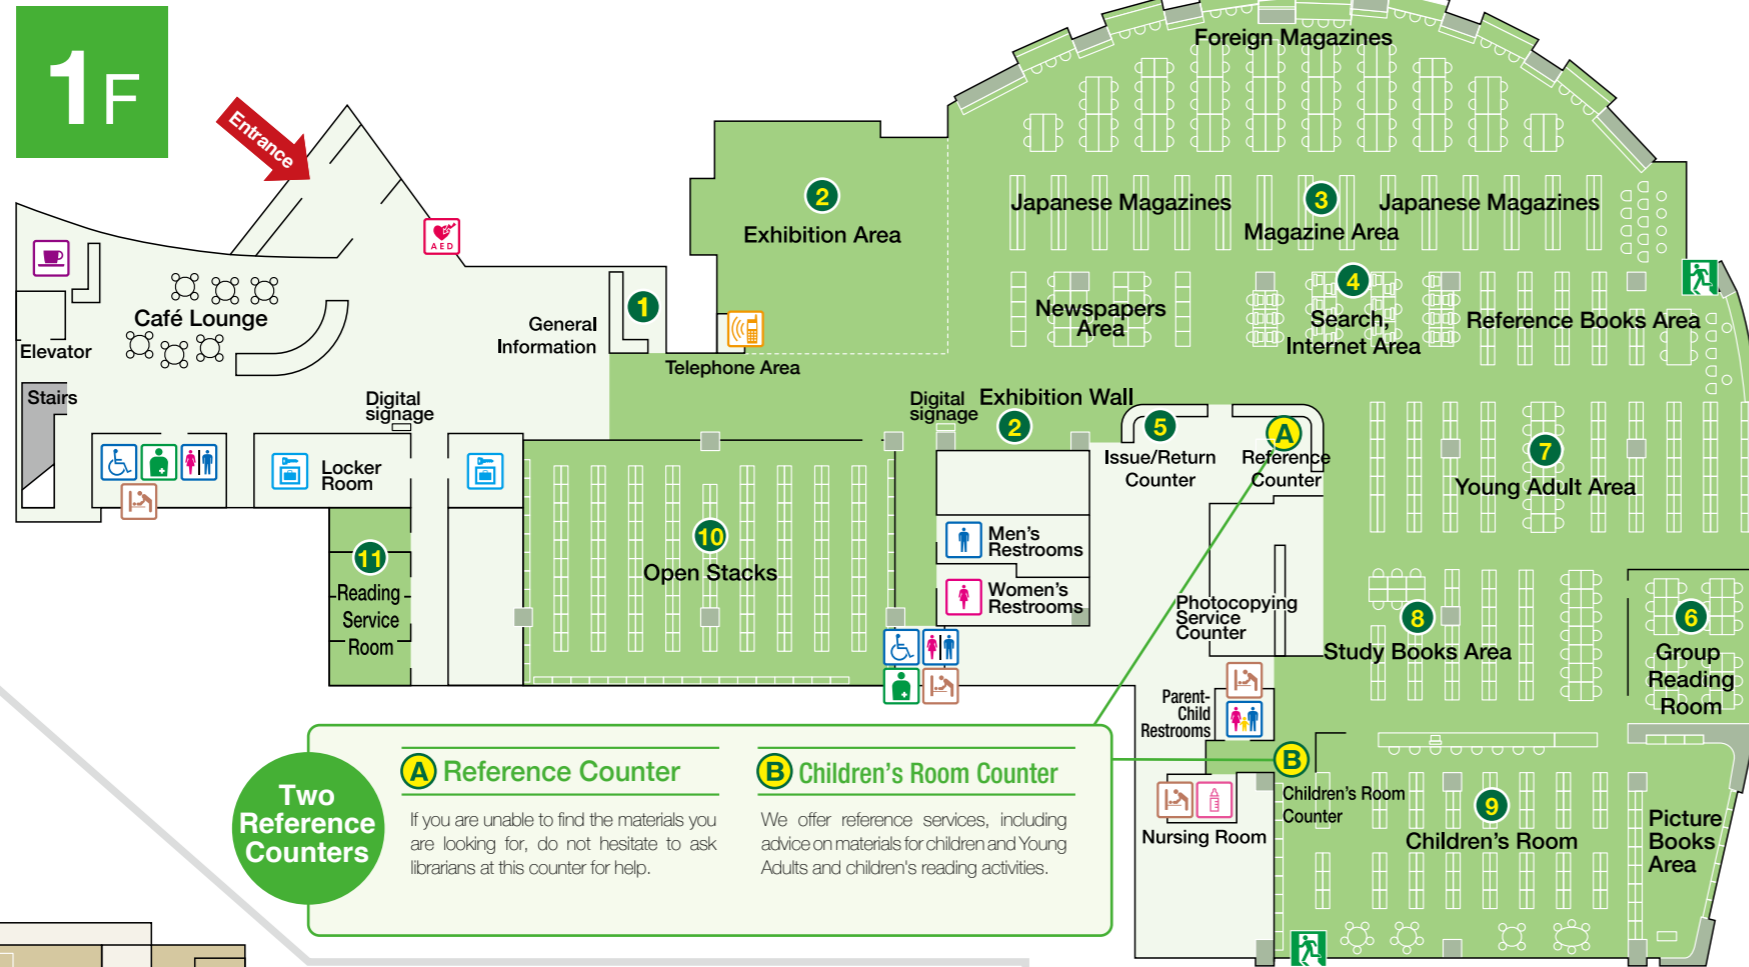 1F
Entrance
AED
Café Lounge
Elevator
Stairs
General
Information
1
Telephone Area
2
Exhibition Area
Foreign Magazines
Japanese Magazines
3
Magazine Area
Japanese Magazines
Newspapers
Area
4
Search,
Internet Area
Reference Books Area
Digital
signage
Digital
signage
Exhibition Wall
2
5
Issue/Return
Counter
A
Reference
Counter
7
Young Adult Area
Locker
Room
10
Open Stacks
11
Reading
Service
Room
Men's
Restrooms
Women's
Restrooms
Photocopying
Service
Counter
8
Study Books Area
6
Group
Reading
Room
Parent-
Child
Restrooms
B
Children's Room
Counter
Nursing Room
9
Children's Room
Picture
Books
Area
Two
Reference
Counters
A Reference Counter
If you are unable to find the materials you
are looking for, do not hesitate to ask
librarians at this counter for help.
B Children's Room Counter
We offer reference services, including
advice on materials for children and Young
Adults and children's reading activities.